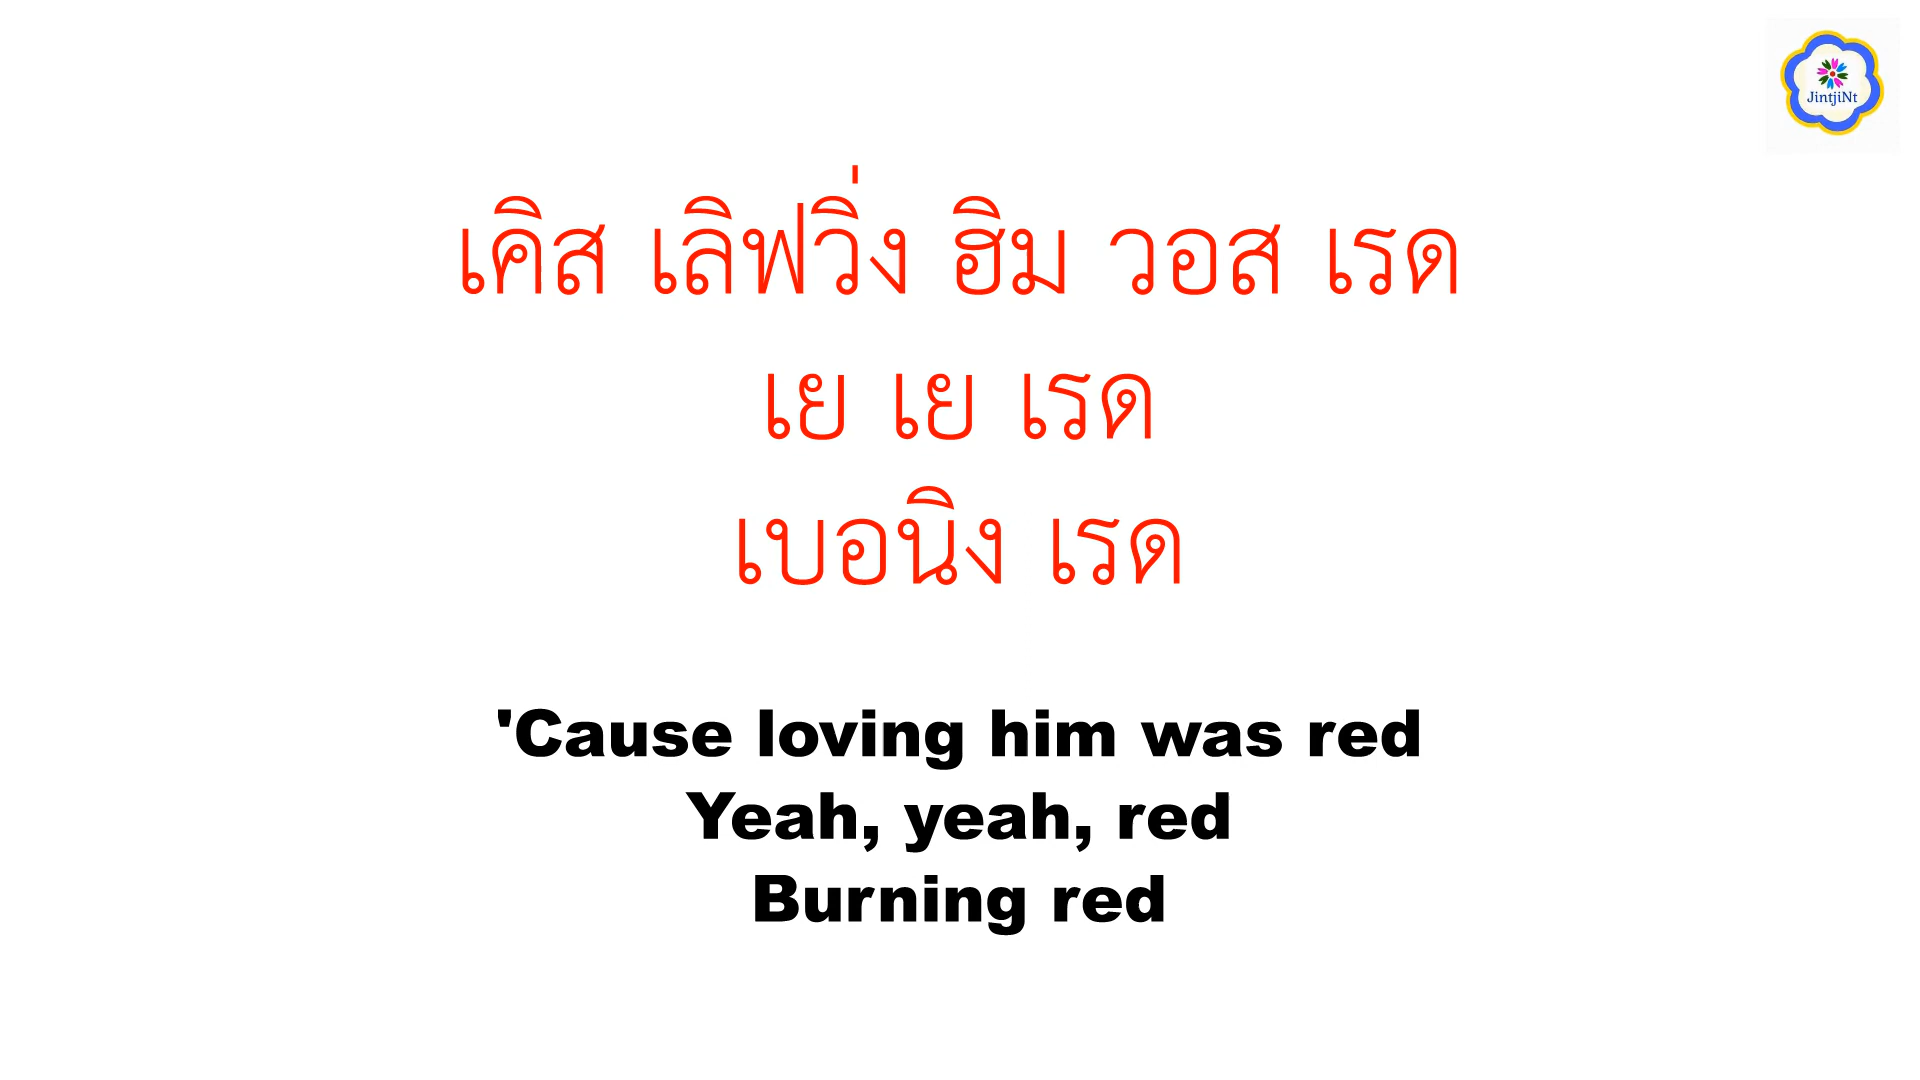 JintjiNt
เคิส เลิฟวิ่ง ฮิม วอส เรด
เย เย เรด
เบอนิง เรด
'Cause loving him was red
Yeah, yeah, red
Burning red